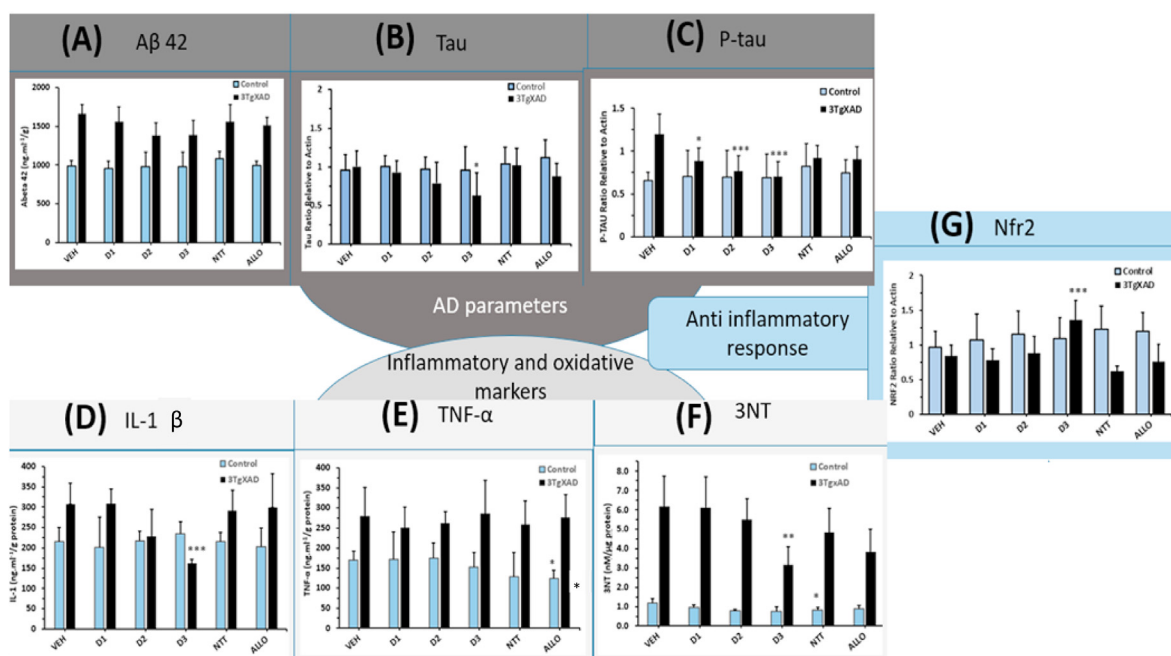 (A) Aβ 42
Control
3TgXAD
Abeta 42 (ng.ml⁻¹/g)
2000
1500
1000
500
0
VEH D1 D2 D3 NTT ALLO
(B) Tau
Control
3TgXAD
Tau Ratio Relative to Actin
2
1.5
1
0.5
0
*
VEH D1 D2 D3 NTT ALLO
(C) P-tau
Control
3TgXAD
P-TAU Ratio Relative to Actin
1.5
1
0.5
0
* *** ***
VEH D1 D2 D3 NTT ALLO
AD parameters
Anti inflammatory
response
(G) Nfr2
Control
3TgXAD
NRF2 Ratio Relative to Actin
2
1.5
1
0.5
0
***
VEH D1 D2 D3 NTT ALLO
Inflammatory and oxidative
markers
(D) IL-1 β
Control
3TgXAD
IL-1 (ng.ml⁻¹/g protein)
400
350
300
250
200
150
100
50
0
***
VEH D1 D2 D3 NTT ALLO
(E) TNF-α
Control
3TgXAD
TNF-α (ng.ml⁻¹/g protein)
400
350
300
250
200
150
100
50
0
*
*
VEH D1 D2 D3 NTT ALLO
(F) 3NT
Control
3TgxAD
3NT (nM/µg protein)
8.0
7.0
6.0
5.0
4.0
3.0
2.0
1.0
0.0
**
*
VEH D1 D2 D3 NTT ALLO